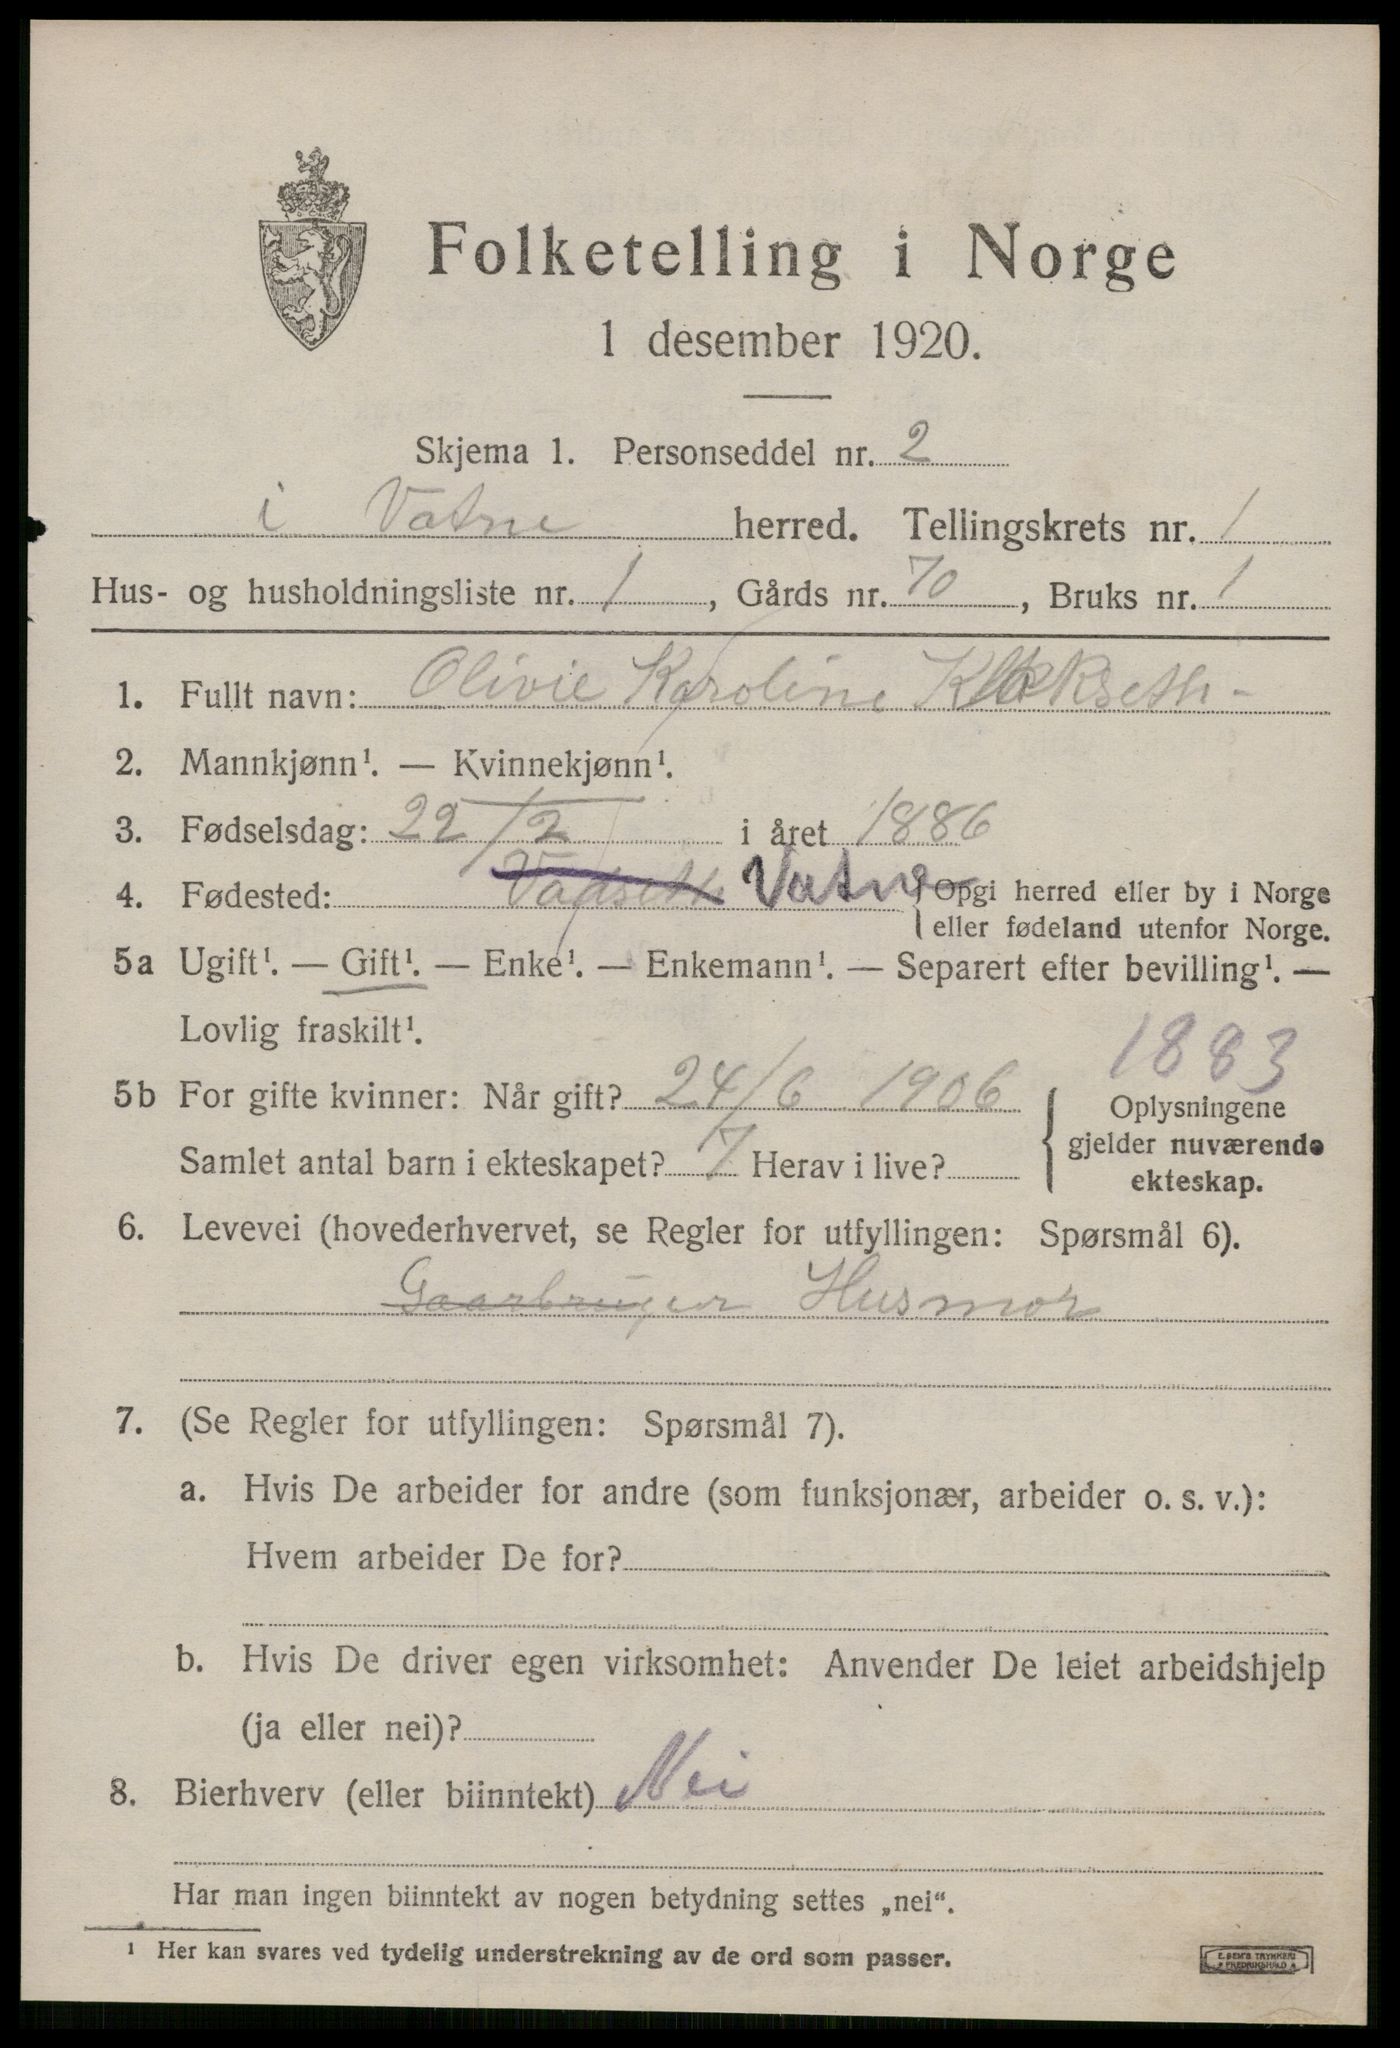 Folketelling i Norge
1 desember 1920.
Skjema 1. Personseddel nr. 2
i Vatne herred. Tellingskrets nr. 1
Hus- og husholdningsliste nr. 1, Gårds nr. 70, Bruks nr. 1
1. Fullt navn: Olivie Karoline
2. Mannkjønn¹. — Kvinnekjønn¹.
3. Fødselsdag: 22/2 i året 1886
4. Fødested: Vadseth Vatne { Opgi herred eller by i Norge
eller fødeland utenfor Norge.
5a Ugift¹. — Gift¹. — Enke¹. — Enkemann¹. — Separert efter bevilling¹. —
Lovlig fraskilt¹.
1883
5b For gifte kvinner: Når gift? 24/6 1906
Samlet antal barn i ekteskapet? 7 Herav i live?
{ Oplysningene
gjelder nuværende
ekteskap.
6. Levevei (hovederhvervet, se Regler for utfyllingen: Spørsmål 6).
Gaarbruger Husmor
7. (Se Regler for utfyllingen: Spørsmål 7).
a. Hvis De arbeider for andre (som funksjonær, arbeider o. s. v.):
Hvem arbeider De for?
b. Hvis De driver egen virksomhet: Anvender De leiet arbeidshjelp
(ja eller nei)?
8. Bierhverv (eller biinntekt) Nei
Har man ingen biinntekt av nogen betydning settes „nei“.
¹ Her kan svares ved tydelig understrekning av de ord som passer.
E. SEM'S TRYKKERI
FREDRIKSHALD